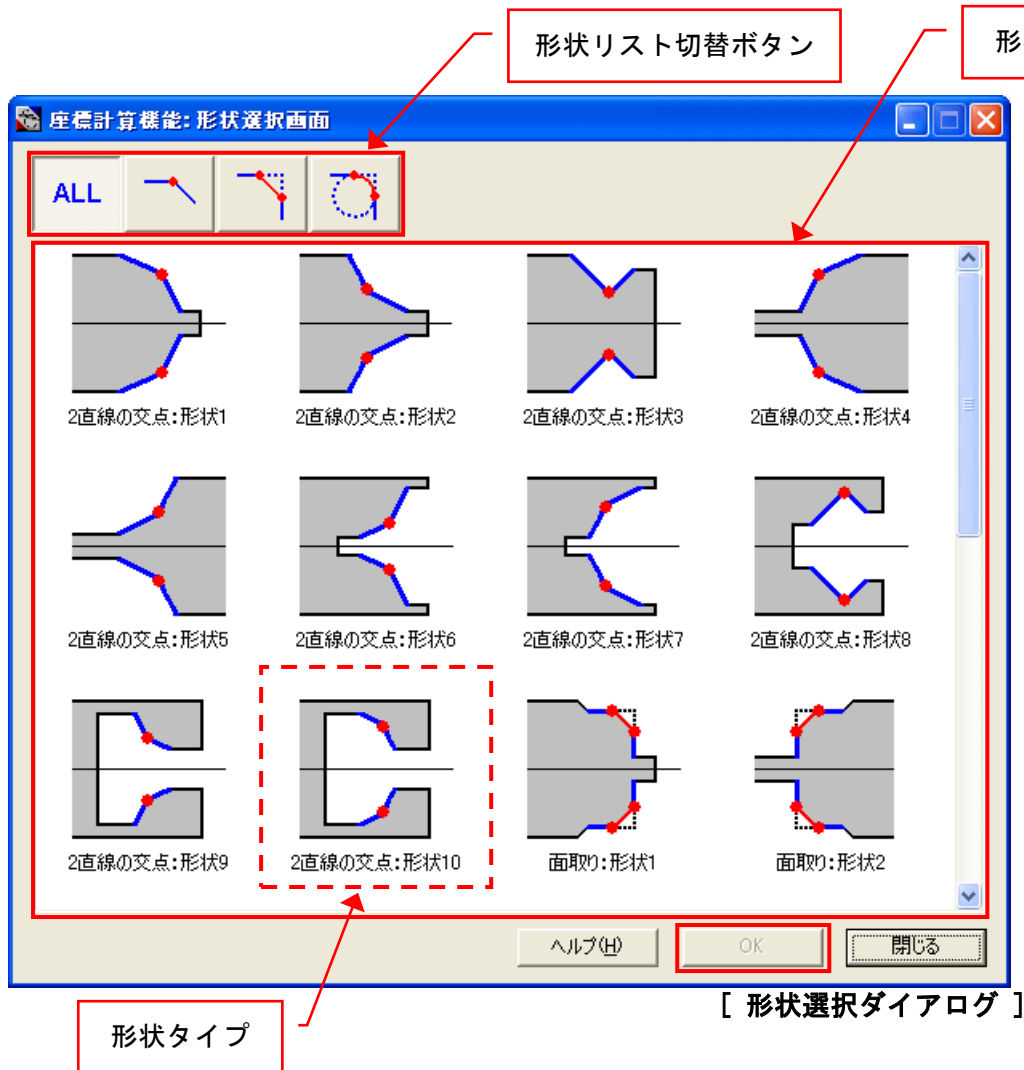 形状リスト切替ボタン
形
座標計算機能:形状選択画面
ALL
2直線の交点:形状1
2直線の交点:形状2
2直線の交点:形状3
2直線の交点:形状4
2直線の交点:形状5
2直線の交点:形状6
2直線の交点:形状7
2直線の交点:形状8
2直線の交点:形状9
2直線の交点:形状10
面取り:形状1
面取り:形状2
ヘルプ(H)
OK
閉じる
[ 形状選択ダイアログ ]
形状タイプ